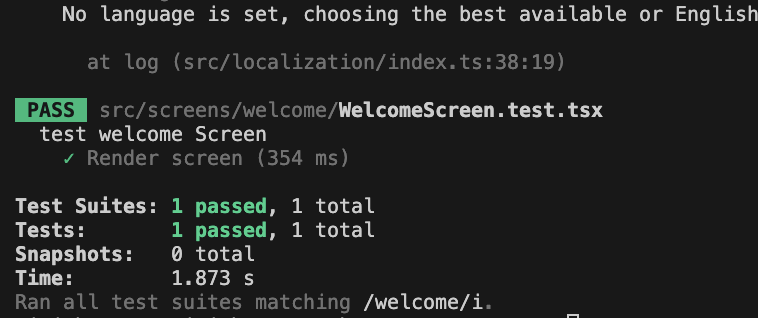 No language is set, choosing the best available or English
at log (src/localization/index.ts:38:19)
PASS src/screens/welcome/WelcomeScreen.test.tsx
test welcome Screen
✓ Render screen (354 ms)
Test Suites: 1 passed, 1 total
Tests: 1 passed, 1 total
Snapshots: 0 total
Time: 1.873 s
Ran all test suites matching /welcome/i.